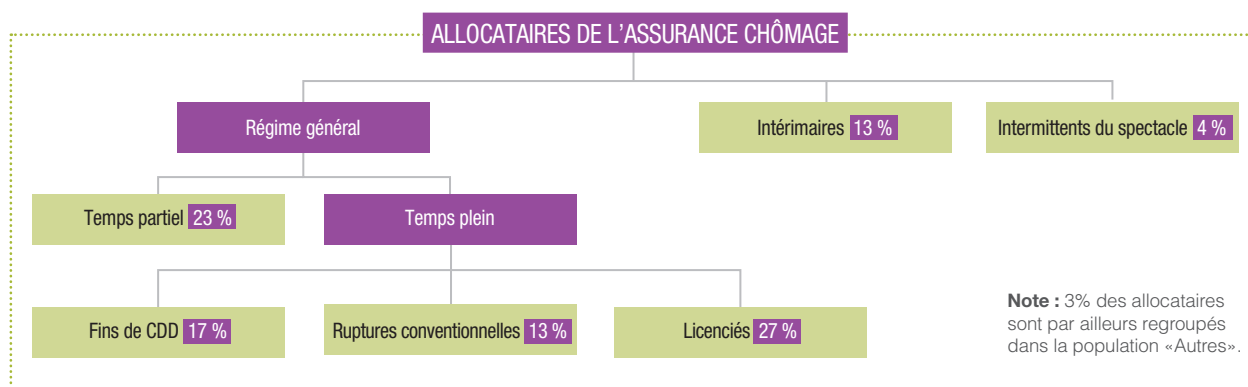 ALLOCATAIRES DE L’ASSURANCE CHÔMAGE
Régime général
Intérimaires 13 %
Intermittents du spectacle 4 %
Temps partiel 23 %
Temps plein
Fins de CDD 17 %
Ruptures conventionnelles 13 %
Licenciés 27 %
Note : 3% des allocataires
sont par ailleurs regroupés
dans la population «Autres».